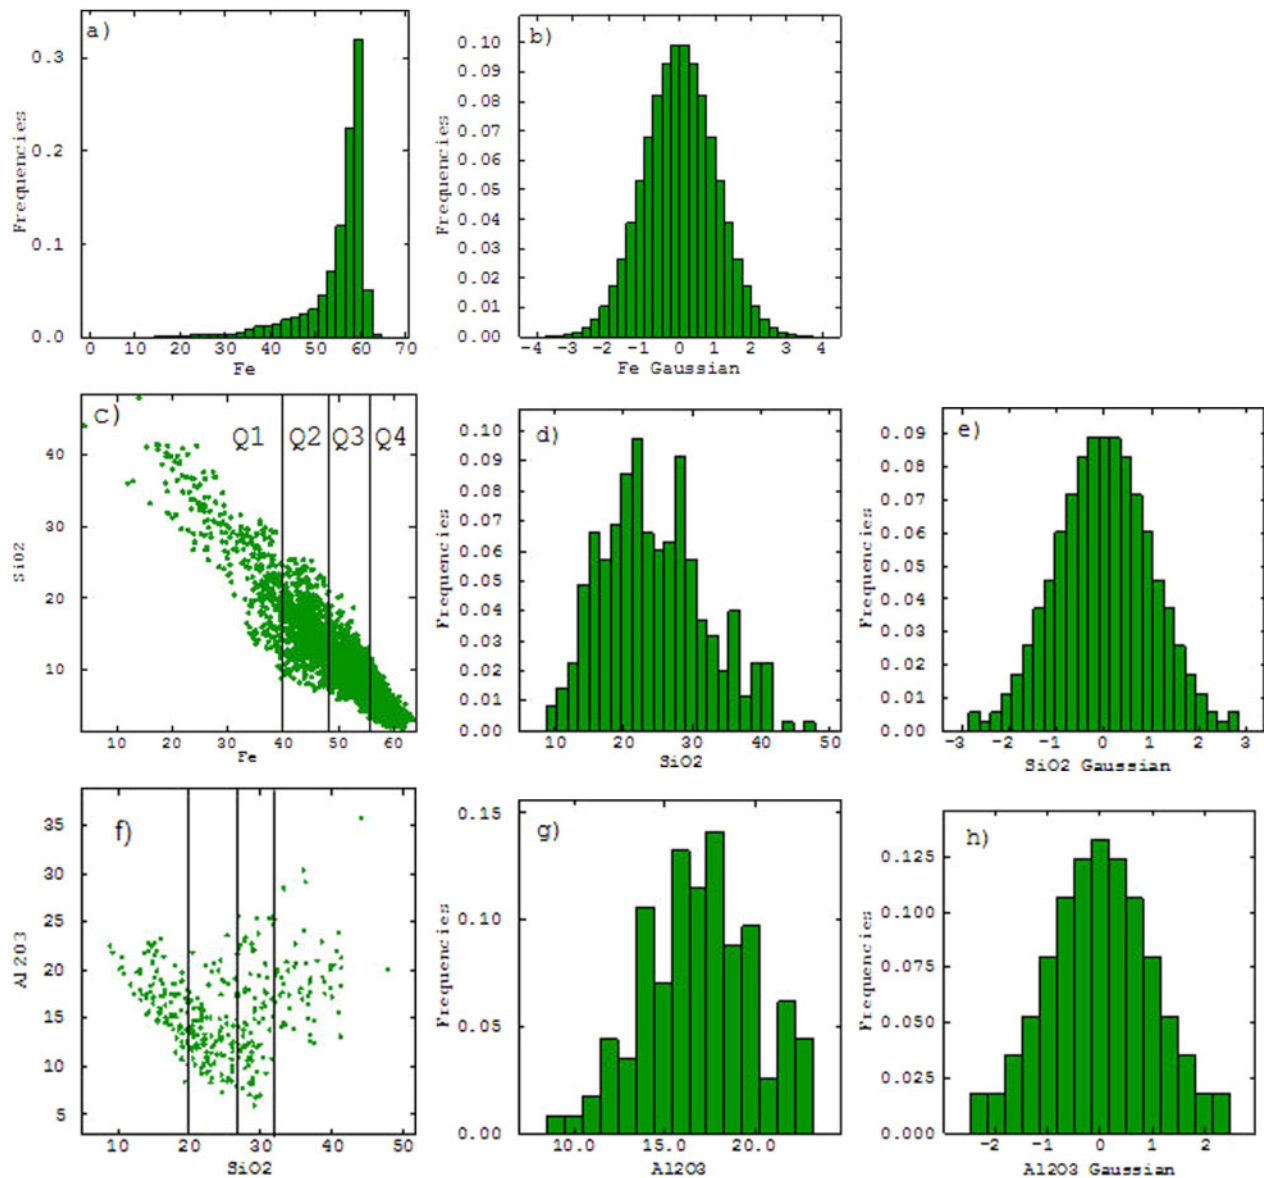 a)
0.3
0.2
0.1
0.0
Frequencies
0 10 20 30 40 50 60 70
Fe
b)
0.10
0.09
0.08
0.07
0.06
0.05
0.04
0.03
0.02
0.01
0.00
Frequencies
-4 -3 -2 -1 0 1 2 3 4
Fe Gaussian
c)
Q1 Q2 Q3 Q4
40
30
20
10
SiO2
10 20 30 40 50 60
Fe
d)
0.10
0.09
0.08
0.07
0.06
0.05
0.04
0.03
0.02
0.01
0.00
Frequencies
10 20 30 40 50
SiO2
e)
0.09
0.08
0.07
0.06
0.05
0.04
0.03
0.02
0.01
0.00
Frequencies
-3 -2 -1 0 1 2 3
SiO2 Gaussian
f)
35
30
25
20
15
10
5
Al2O3
10 20 30 40 50
SiO2
g)
0.15
0.10
0.05
0.00
Frequencies
10.0 15.0 20.0
Al2O3
h)
0.125
0.100
0.075
0.050
0.025
0.000
Frequencies
-2 -1 0 1 2
Al2O3 Gaussian